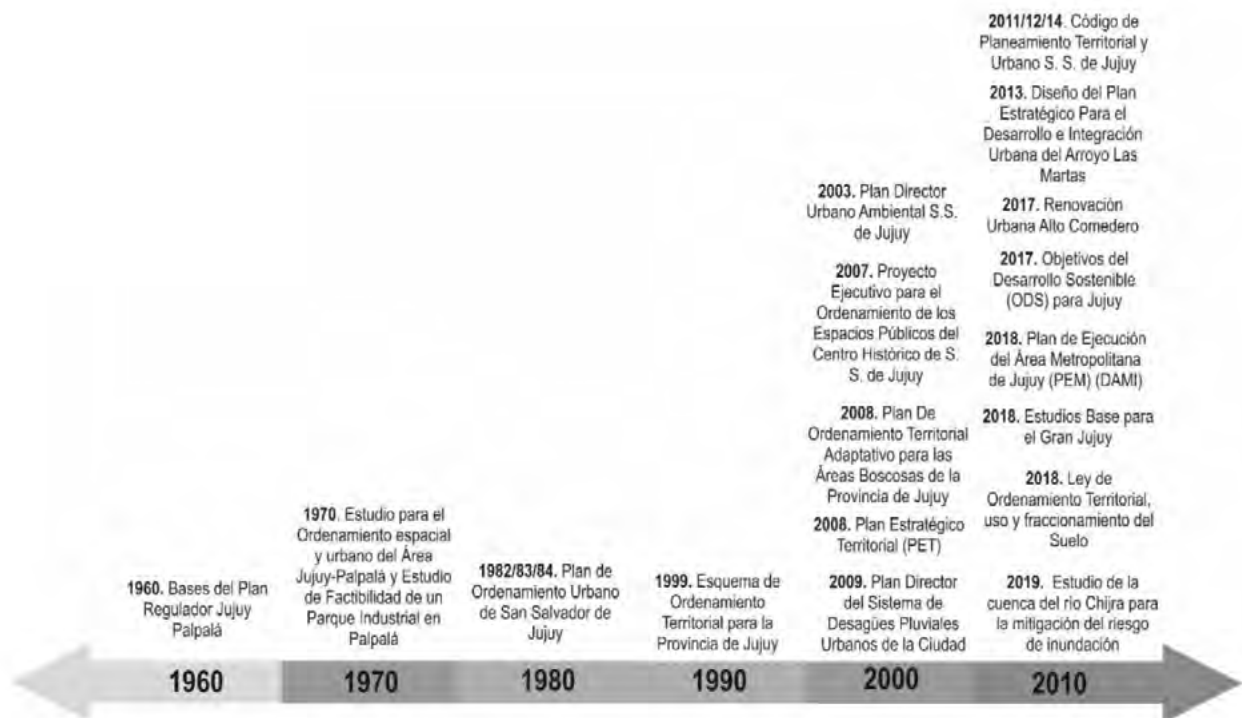 1960. Bases del Plan
Regulador Jujuy
Palpalá
1970. Estudio para el
Ordenamiento espacial
y urbano del Área
Jujuy-Palpalá y Estudio
de Factibilidad de un
Parque Industrial en
Palpalá
1982/83/84. Plan de
Ordenamiento Urbano
de San Salvador de
Jujuy
1999. Esquema de
Ordenamiento
Territorial para la
Provincia de Jujuy
2003. Plan Director
Urbano Ambiental S.S.
de Jujuy
2007. Proyecto
Ejecutivo para el
Ordenamiento de los
Espacios Públicos del
Centro Histórico de S.
S. de Jujuy
2008. Plan De
Ordenamiento Territorial
Adaptativo para las
Áreas Boscosas de la
Provincia de Jujuy
2008. Plan Estratégico
Territorial (PET)
2009. Plan Director
del Sistema de
Desagües Pluviales
Urbanos de la Ciudad
2011/12/14. Código de
Planeamiento Territorial y
Urbano S. S. de Jujuy
2013. Diseño del Plan
Estratégico Para el
Desarrollo e Integración
Urbana del Arroyo Las
Martas
2017. Renovación
Urbana Alto Comedero
2017. Objetivos del
Desarrollo Sostenible
(ODS) para Jujuy
2018. Plan de Ejecución
del Área Metropolitana
de Jujuy (PEM) (DAMI)
2018. Estudios Base para
el Gran Jujuy
2018. Ley de
Ordenamiento Territorial,
uso y fraccionamiento del
Suelo
2019. Estudio de la
cuenca del rio Chijra para
la mitigación del riesgo
de inundación
1960
1970
1980
1990
2000
2010